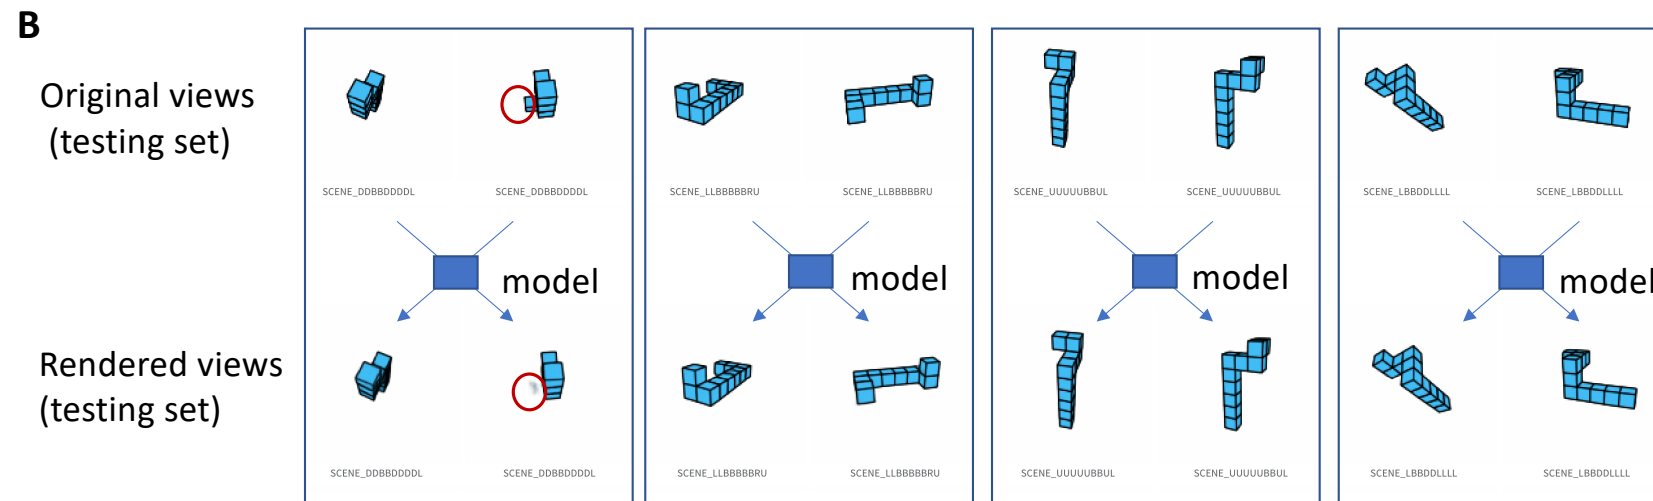 B
Original views
(testing set)
SCENE_DDBBDDDDL SCENE_DDBBDDDDL SCENE_LLBBBBBRU SCENE_LLBBBBBRU SCENE_UUUUUBBUL SCENE_UUUUUBBUL SCENE_LBBDDLLLL SCENE_LBBDDLLLL
model model model model
Rendered views
(testing set)
SCENE_DDBBDDDDL SCENE_DDBBDDDDL SCENE_LLBBBBBRU SCENE_LLBBBBBRU SCENE_UUUUUBBUL SCENE_UUUUUBBUL SCENE_LBBDDLLLL SCENE_LBBDDLLLL